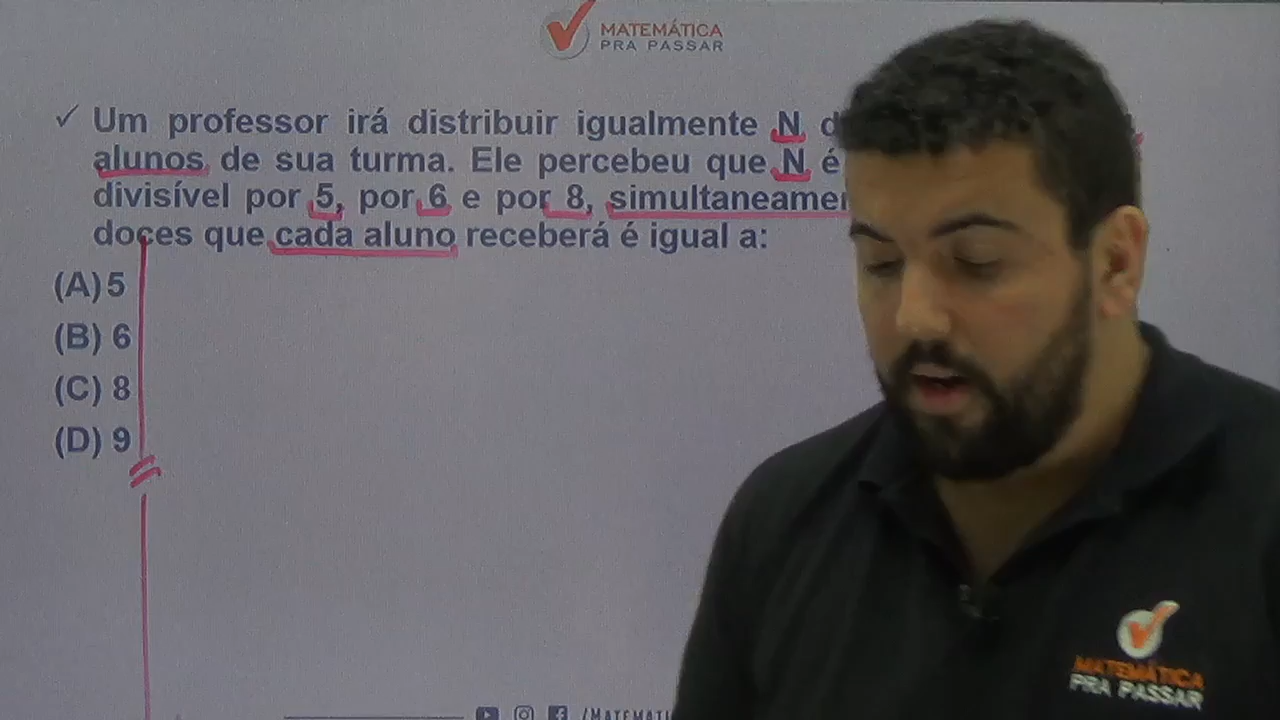 MATEMÁTICA
PRA PASSAR
Um professor irá distribuir igualmente N
alunos de sua turma. Ele percebeu que N é
divisível por 5, por 6 e por 8,
doces que cada aluno receberá é igual a:
(A) 5
(B) 6
(C) 8
(D) 9
MATEMÁTICA
PRA PASSAR